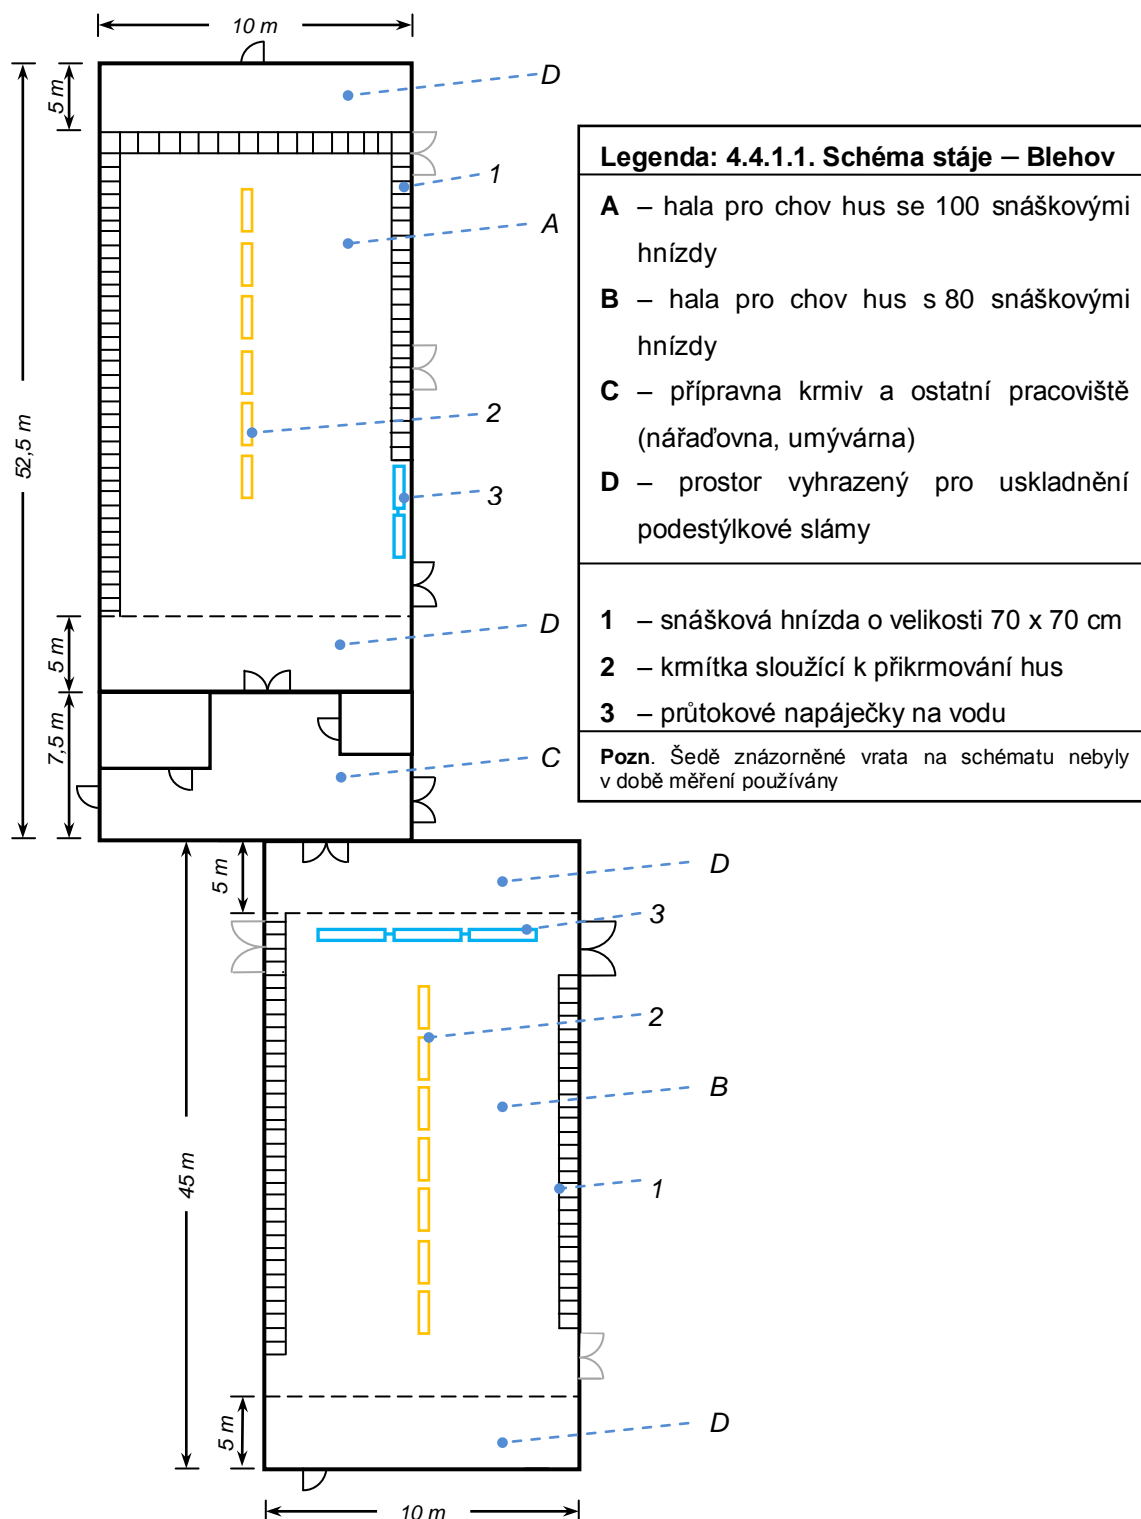 10 m
D
5 m
Legenda: 4.4.1.1. Schéma stáje – Blehov
1
A – hala pro chov hus se 100 snáškovými
hnízdy
A
B – hala pro chov hus s 80 snáškovými
hnízdy
C – přípravna krmiv a ostatní pracoviště
2
(nářaďovna, umývárna)
52,5 m
D – prostor vyhrazený pro uskladnění
3
podestýlkové slámy
1 – snášková hnízda o velikosti 70 x 70 cm
D
5 m
2 – krmítka sloužící k přikrmování hus
3 – průtokové napáječky na vodu
7,5 m
C
Pozn. Šedě znázorněné vrata na schématu nebyly
v době měření používány
D
5 m
3
2
B
45 m
1
D
5 m
10 m